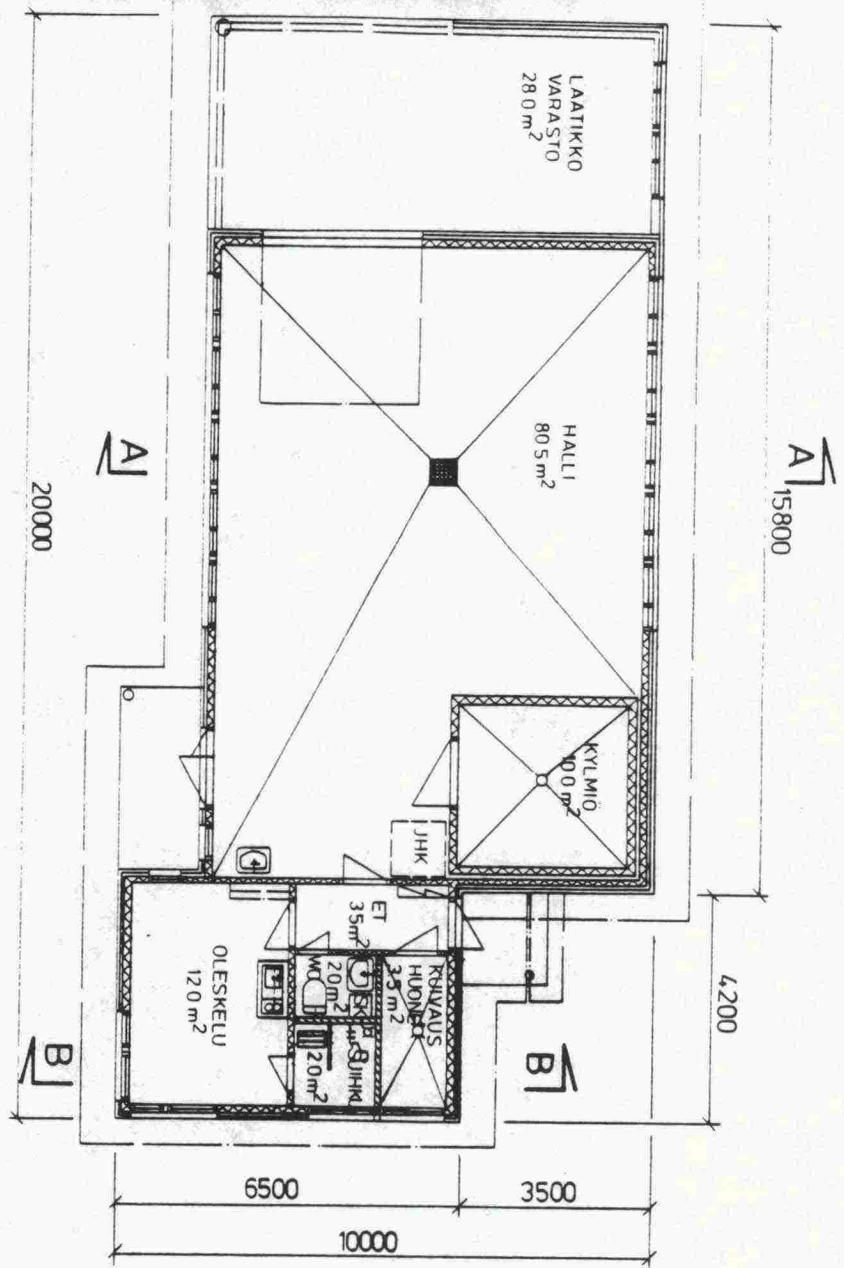 LAATIKKO
VARASTO
28 0 m²
HALLI
80 5 m²
KYLMIÖ
10 0 m²
JHK
ET
3 5 m²
KUIVAUS
HUONE
3 5 m²
WC
2 0 m²
SK
SUIHKU
2 0 m²
OLESKELU
12 0 m²
A
A
B
B
15800
4200
20000
6500
3500
10000